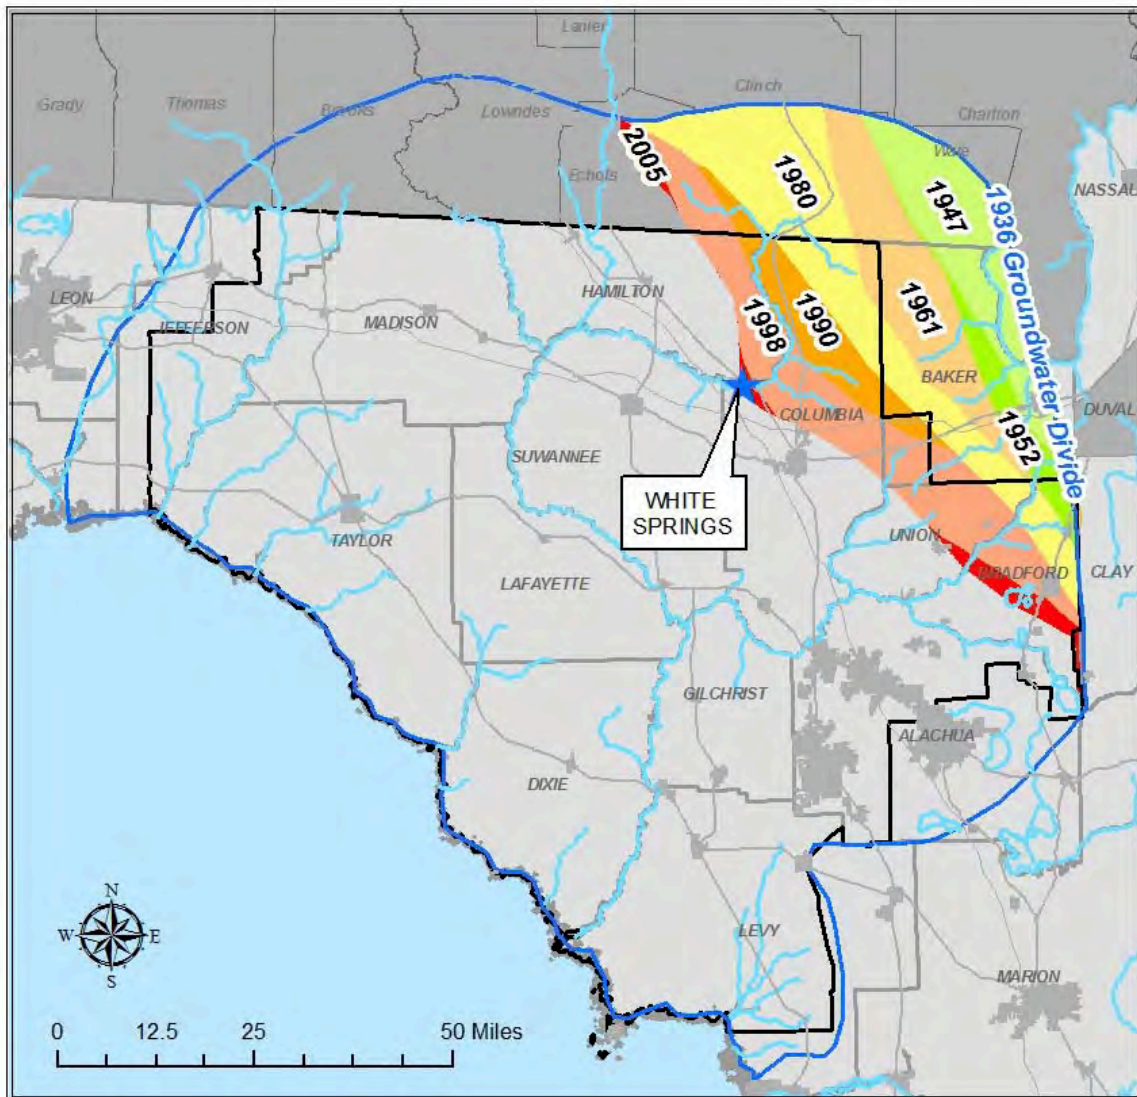 Lanier
Clinch
Grady
Thomas
Brooks
Lowndes
Charlton
Ware
Echols
2005
1980
1947
1936 Groundwater Divide
NASSAU
LEON
JEFFERSON
MADISON
HAMILTON
1998
1990
1961
BAKER
COLUMBIA
DUVAL
1952
SUWANNEE
WHITE
SPRINGS
TAYLOR
UNION
LAFAYETTE
BRADFORD
CLAY
GILCHRIST
ALACHUA
DIXIE
LEVY
MARION
N
W
E
S
0 12.5 25 50 Miles